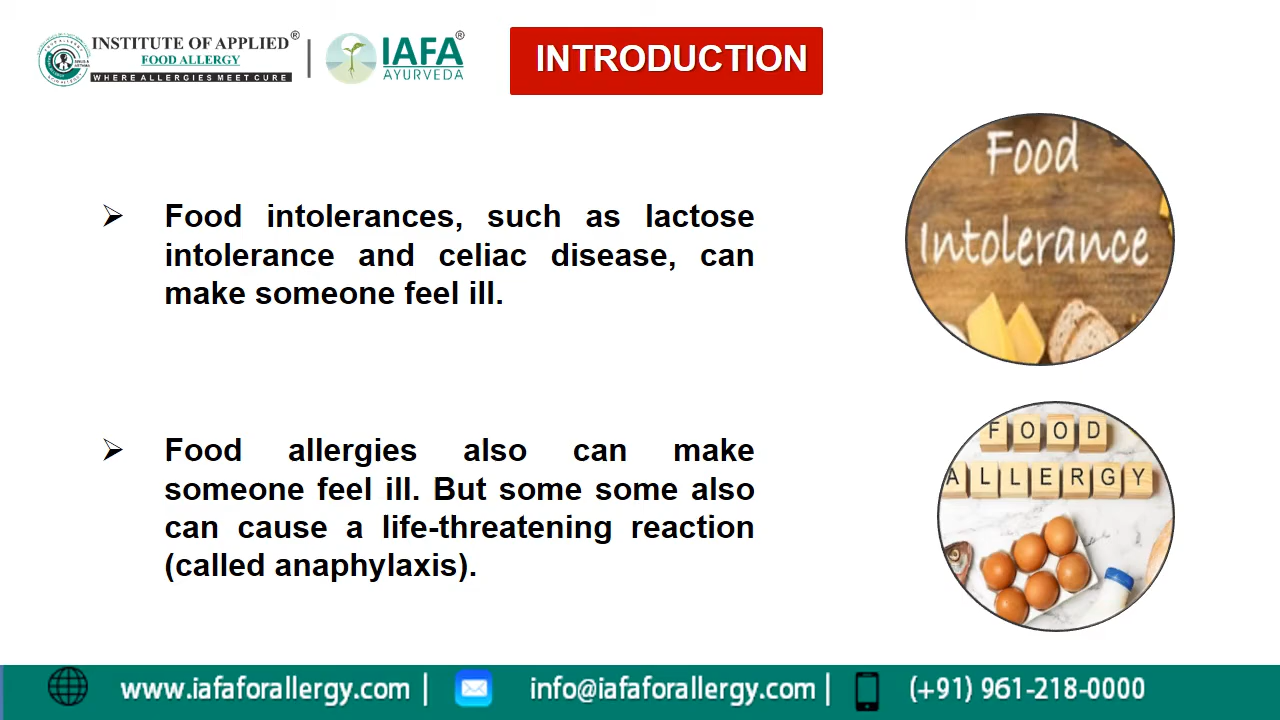 INSTITUTE OF APPLIED®
FOOD ALLERGY
WHERE ALLERGIES MEET CURE
IAFA®
AYURVEDA
INTRODUCTION
Food intolerances, such as lactose
intolerance and celiac disease, can
make someone feel ill.
Food
Intolerance
Food allergies also can make
someone feel ill. But some some also
can cause a life-threatening reaction
(called anaphylaxis).
FOOD
ALLERGY
www.iafaforallergy.com |
info@iafaforallergy.com |
(+91) 961-218-0000